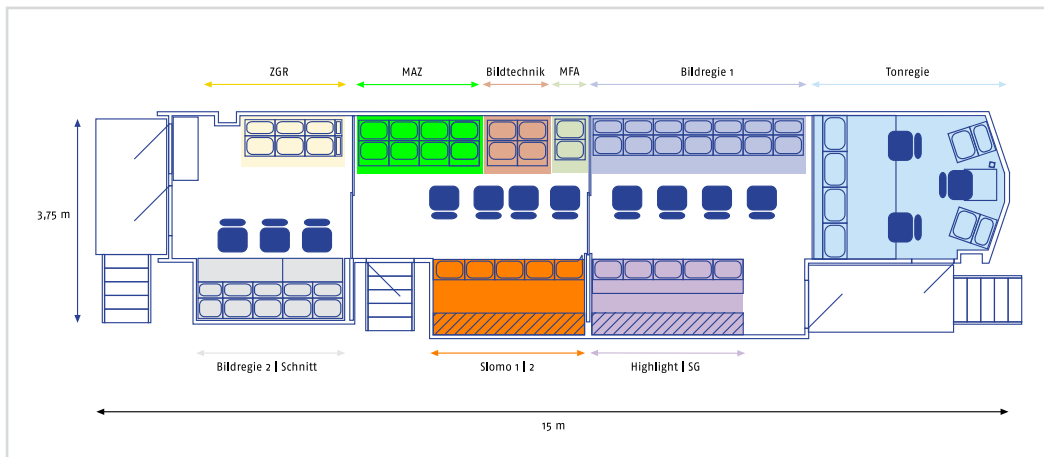 ZGR
MAZ
Bildtechnik
MFA
Bildregie 1
Tonregie
3,75 m
Bildregie 2 | Schnitt
Slomo 1 | 2
Highlight | SG
15 m